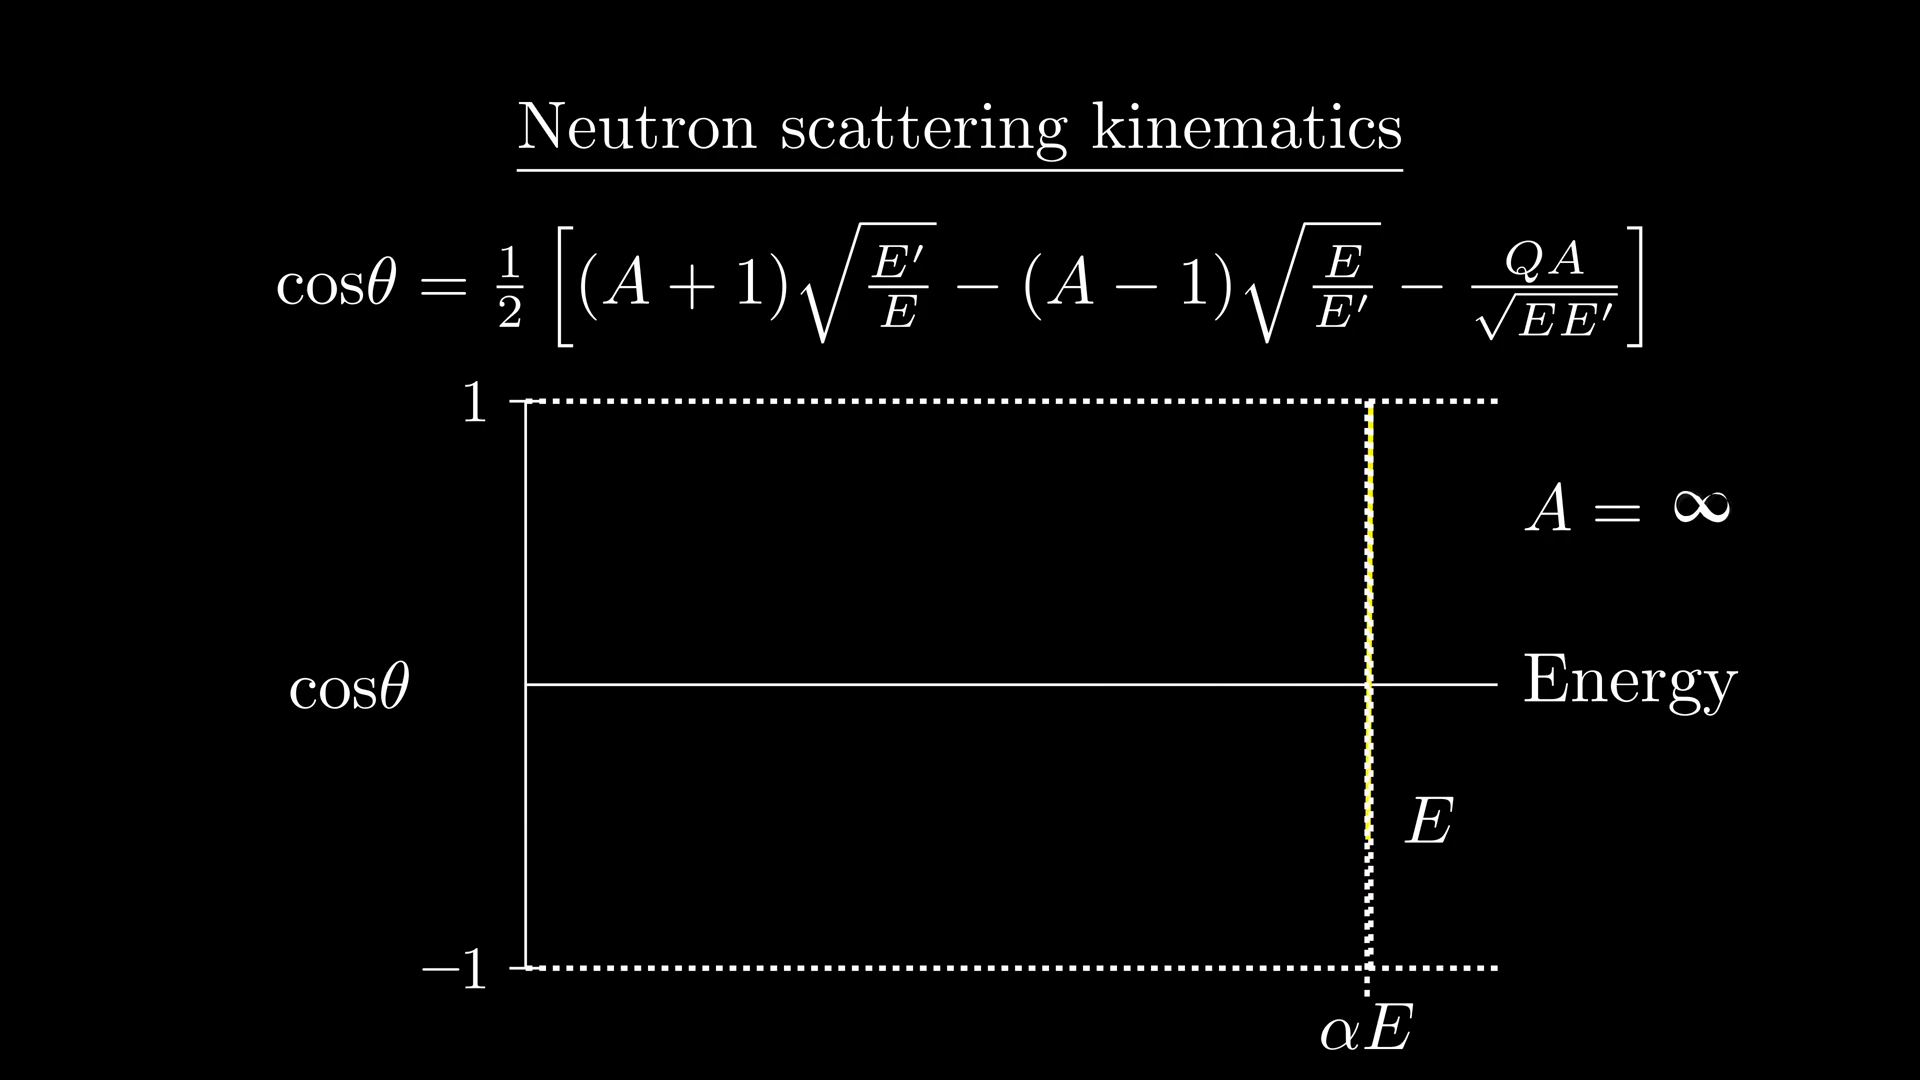 Neutron scattering kinematics
cosθ = 1/2 [(A + 1)√(E′/E) − (A − 1)√(E/E′) − QA/√(EE′)]
1
A = ∞
cosθ
Energy
E
−1
αE